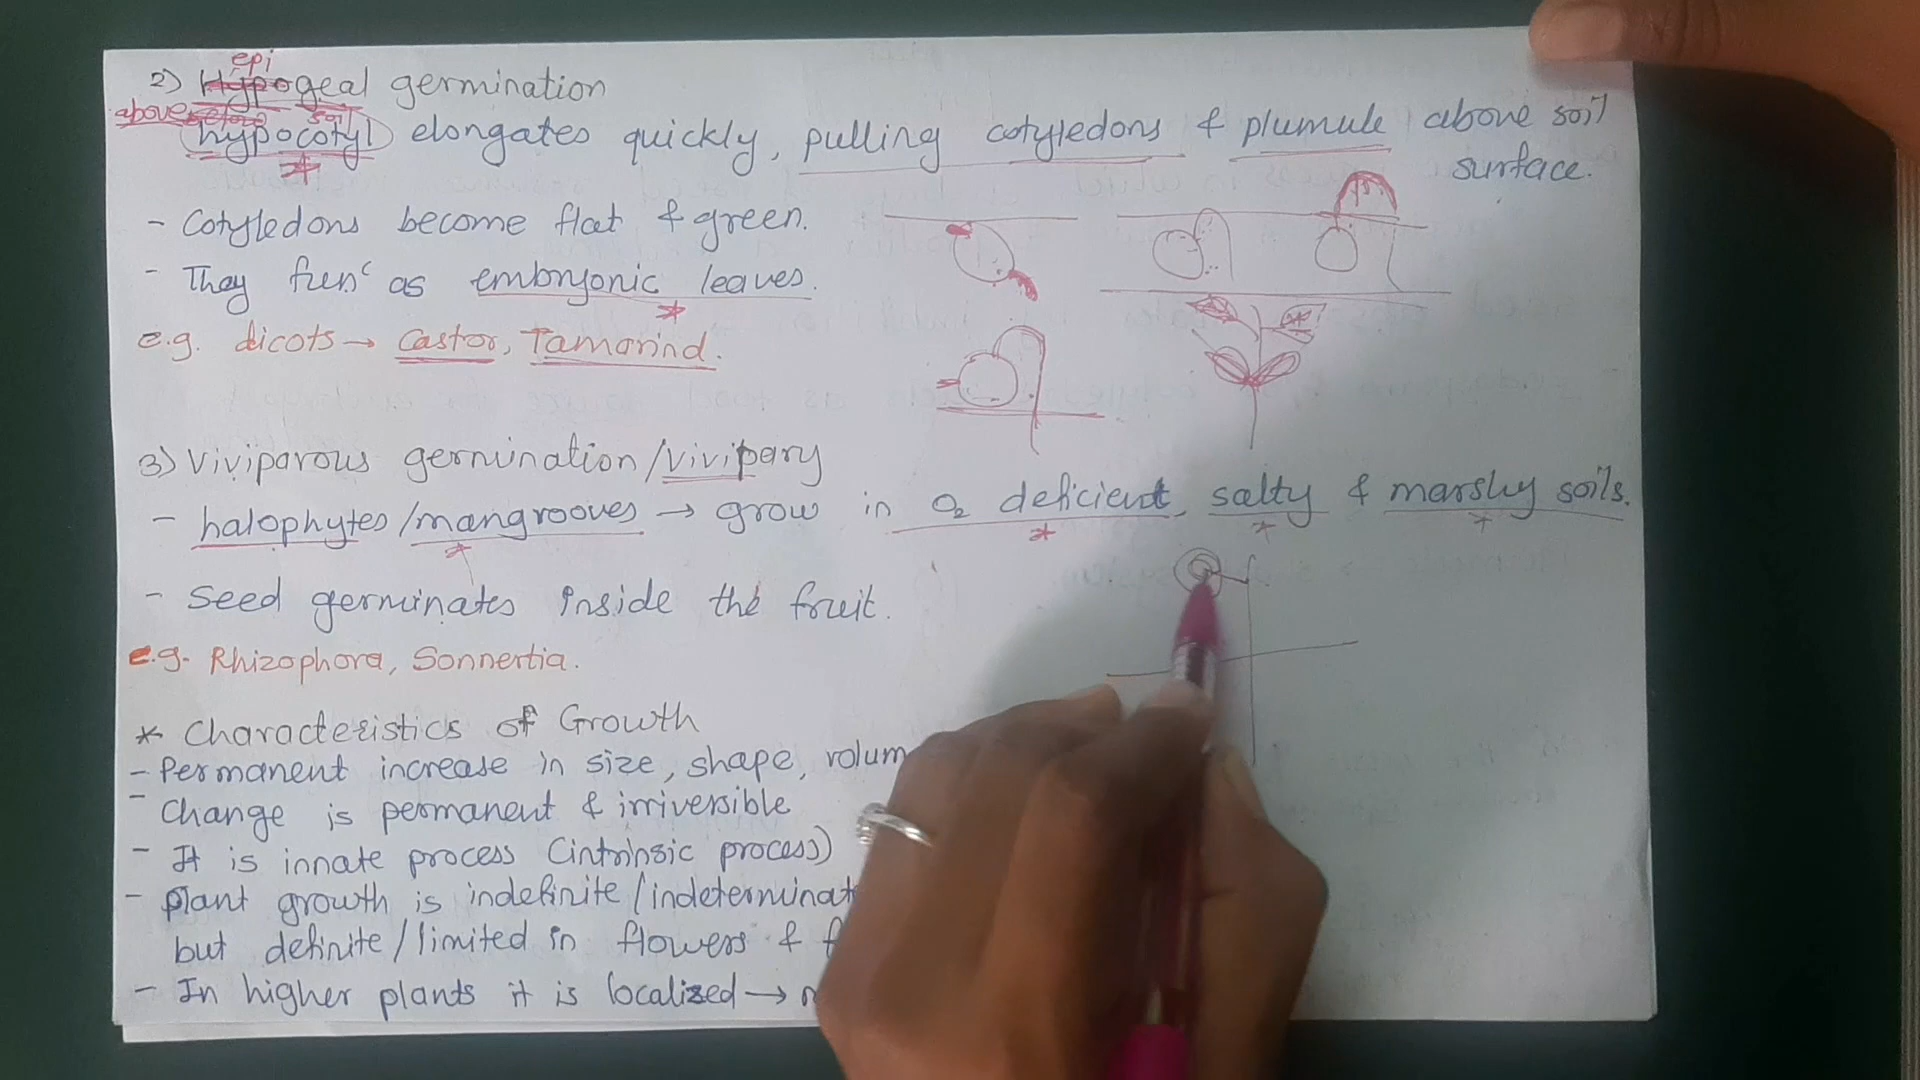 epi
2) Hypogeal germination
above before soil
hypocotyl elongates quickly, pulling cotyledons & plumule above soil
surface.
- Cotyledons become flat & green.
- They funᶜ as embryonic leaves.
e.g. dicots → Castor, Tamarind.
3) Viviparous germination/vivipary
- halophytes/mangrooves → grow in O₂ deficient, salty & marshy soils.
- Seed germinates inside the fruit.
e.g. Rhizophora, Sonnertia.
* Characteristics of Growth
- Permanent increase in size, shape, volum
- Change is permanent & irriversible
- It is innate process (intrinsic process)
- plant growth is indefinite/indeterminat
but definite/limited in flowers & f
- In higher plants it is localized →